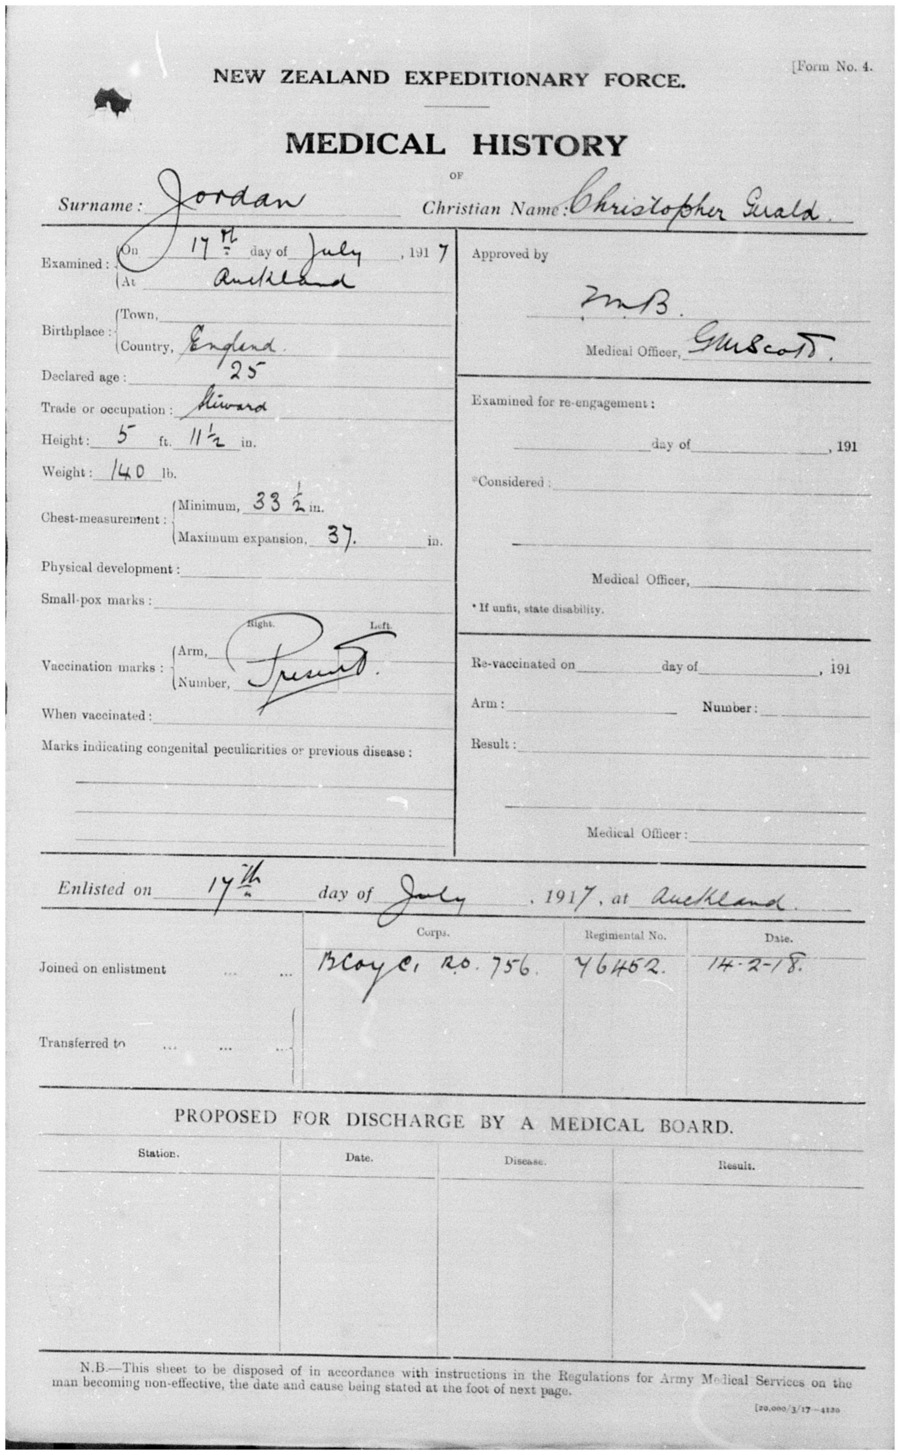 [Form No. 4.
NEW ZEALAND EXPEDITIONARY FORCE.
MEDICAL HISTORY
OF
Surname: Jordan Christian Name: Christopher Gerald.
Examined: On 17th day of July, 1917
At Auckland
Birthplace: Town,
Country, England.
Declared age: 25
Trade or occupation: Steward
Height: 5 ft. 11 1/2 in.
Weight: 140 lb.
Chest-measurement: Minimum, 33 1/2 in.
Maximum expansion, 37. in.
Physical development:
Small-pox marks:
Right. Left.
Vaccination marks: Arm,
Number, Present.
When vaccinated:
Marks indicating congenital peculiarities or previous disease:
Approved by
M.B.
Medical Officer, GWScott.
Examined for re-engagement:
day of , 191
*Considered:
Medical Officer,
* If unfit, state disability.
Re-vaccinated on day of , 191
Arm: Number:
Result:
Medical Officer:
Enlisted on 17th day of July, 1917, at Auckland.
Corps. Regimental No. Date.
Joined on enlistment ... ... B Coy C, R.O. 756. 76452. 14-2-18.
Transferred to ... ... ...
PROPOSED FOR DISCHARGE BY A MEDICAL BOARD.
Station. Date. Disease. Result.
N.B.—This sheet to be disposed of in accordance with instructions in the Regulations for Army Medical Services on the
man becoming non-effective, the date and cause being stated at the foot of next page.
[20,000/3/17—4120